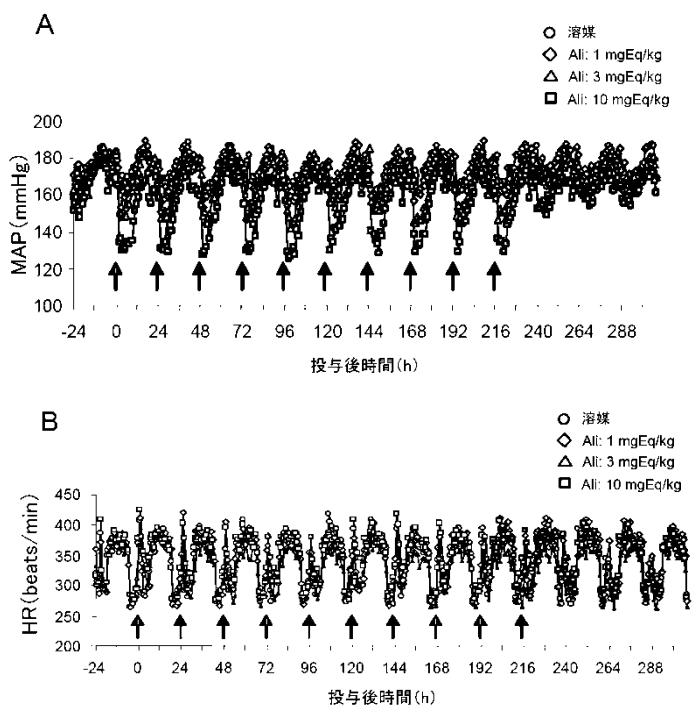 A
溶媒
Ali: 1 mgEq/kg
Ali: 3 mgEq/kg
Ali: 10 mgEq/kg
MAP (mmHg)
200
180
160
140
120
100
-24 0 24 48 72 96 120 144 168 192 216 240 264 288
投与後時間(h)
B
溶媒
Ali: 1 mgEq/kg
Ali: 3 mgEq/kg
Ali: 10 mgEq/kg
HR(beats/min)
450
400
350
300
250
200
-24 0 24 48 72 96 120 144 168 192 216 240 264 288
投与後時間(h)